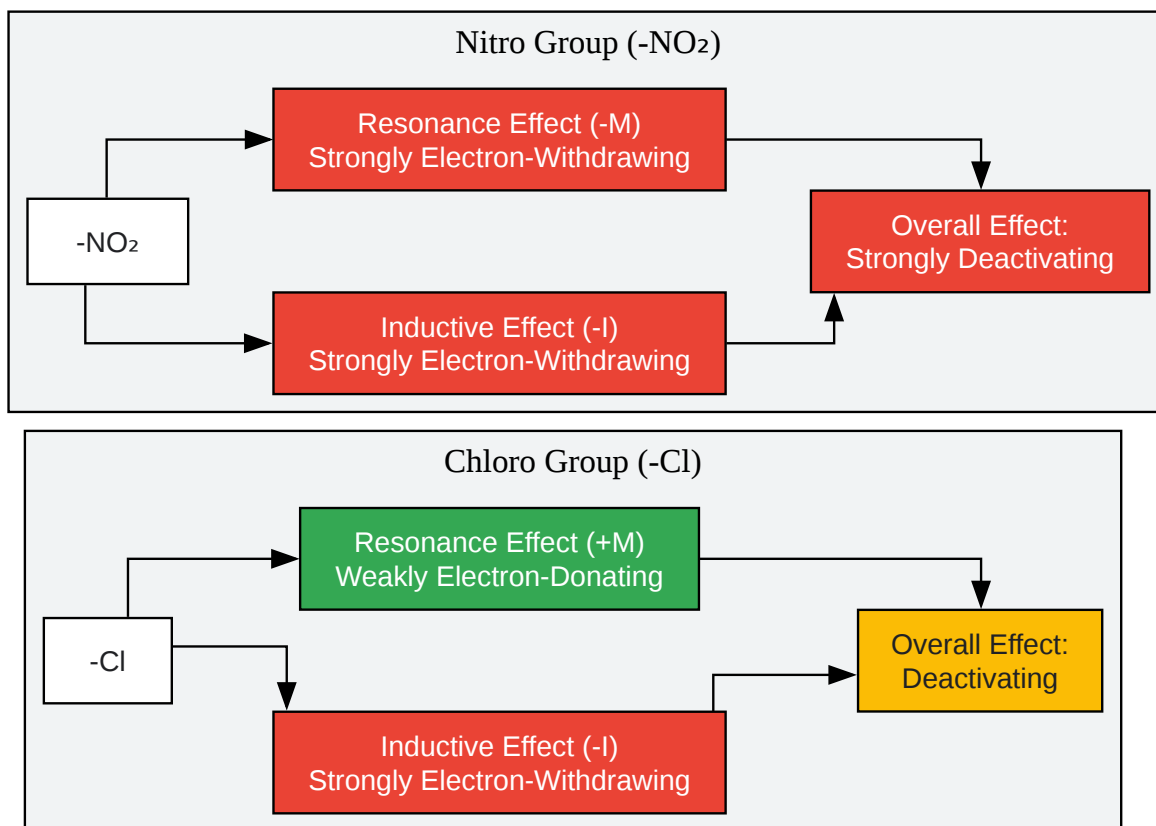 Nitro Group (-NO₂)
Resonance Effect (-M)
Strongly Electron-Withdrawing
-NO₂
Overall Effect:
Strongly Deactivating
Inductive Effect (-I)
Strongly Electron-Withdrawing
Chloro Group (-Cl)
Resonance Effect (+M)
Weakly Electron-Donating
-Cl
Overall Effect:
Deactivating
Inductive Effect (-I)
Strongly Electron-Withdrawing